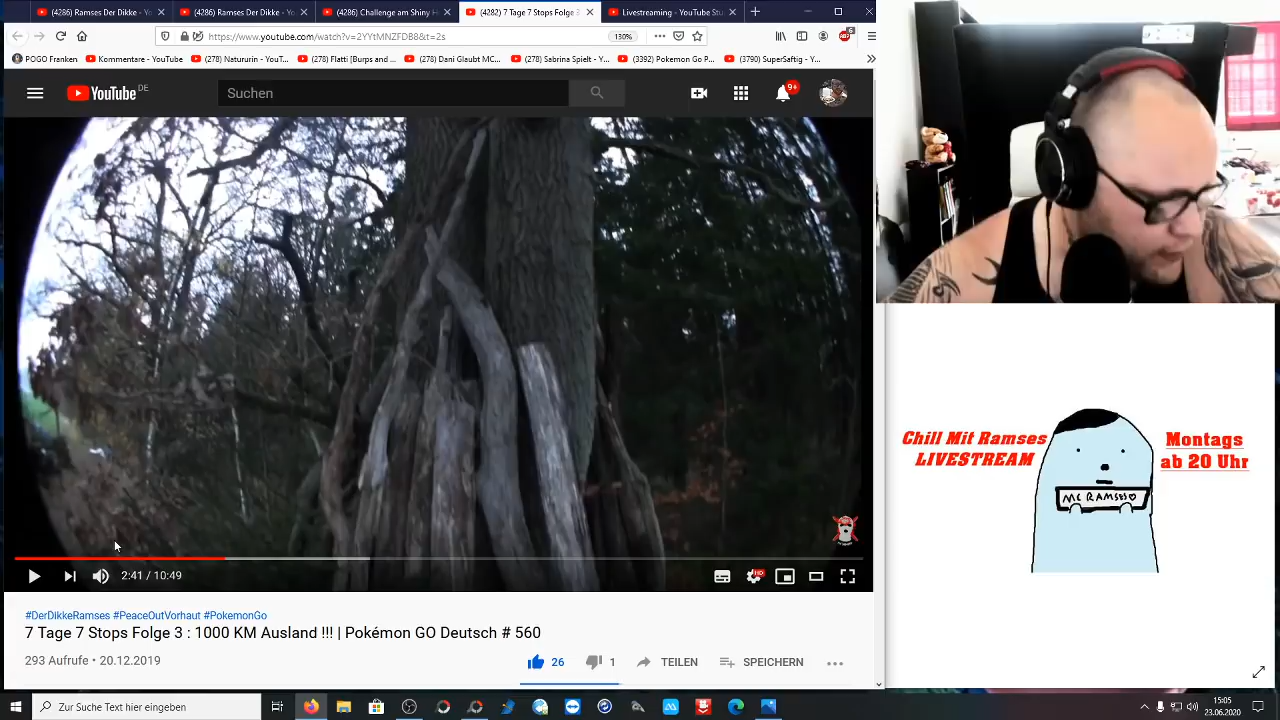 (4286) Ramses Der Dikke - Yo
(4286) Ramses Der Dikke - Yo
(4286) Challenge am Shiny H
(4282) 7 Tage 7 Stops Folge 3
Livestreaming - YouTube Stu
https://www.youtube.com/watch?v=2YYtMNZFDB8&t=2s
130%
POGO Franken
Kommentare - YouTube
(278) Natururin - YouT...
(278) Flatti [Burps and ...
(278) Dani Glaubt MC...
(278) Sabrina Spielt - ...
(3392) Pokemon Go P...
(3790) SuperSaftig - ...
YouTube DE
Suchen
9+
2:41 / 10:49
HD
#DerDIkkeRamses #PeaceOutVorhaut #PokemonGo
7 Tage 7 Stops Folge 3 : 1000 KM Ausland !!! | Pokémon GO Deutsch # 560
293 Aufrufe • 20.12.2019
26
1
TEILEN
SPEICHERN
Chill Mit Ramses
LIVESTREAM
Montags
ab 20 Uhr
MC RAMSES
Zur Suche Text hier eingeben
15:05
23.06.2020